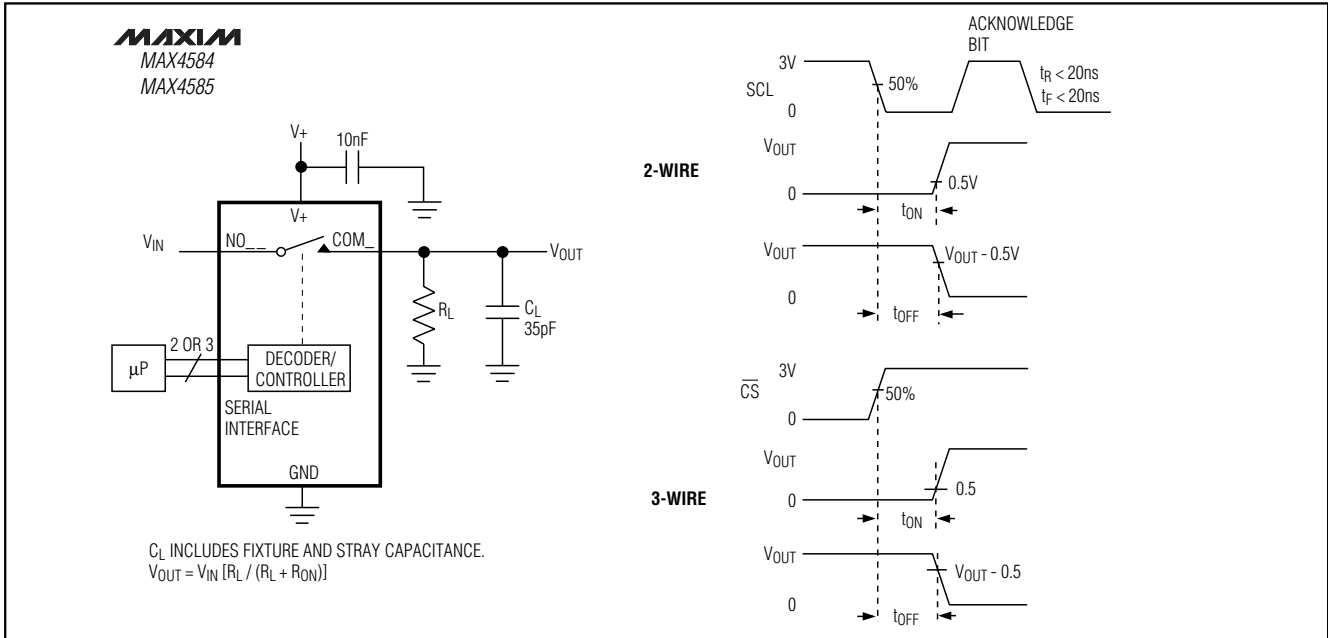 MAXIM
MAX4584
MAX4585
V+
10nF
V+
VIN
NO_ _
COM_
VOUT
RL
CL
35pF
μP
2 OR 3
DECODER/
CONTROLLER
SERIAL
INTERFACE
GND
CL INCLUDES FIXTURE AND STRAY CAPACITANCE.
VOUT = VIN [RL / (RL + RON)]
2-WIRE
ACKNOWLEDGE
BIT
3V
SCL
0
50%
tR < 20ns
tF < 20ns
VOUT
0
0.5V
tON
VOUT
0
VOUT - 0.5V
tOFF
3-WIRE
3V
CS
0
50%
VOUT
0
0.5
tON
VOUT
0
VOUT - 0.5
tOFF